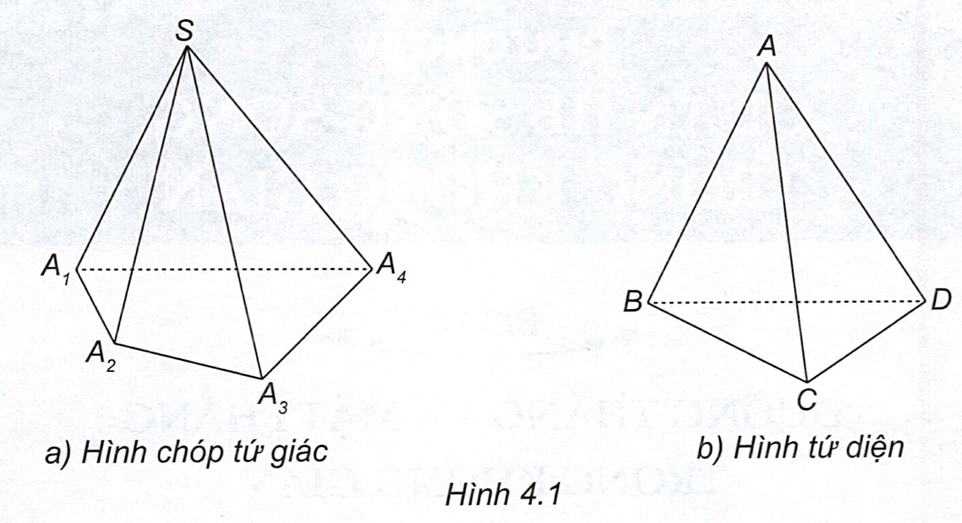 S
A
A₁
A₄
B
D
A₂
A₃
C
a) Hình chóp tứ giác
b) Hình tứ diện
Hình 4.1